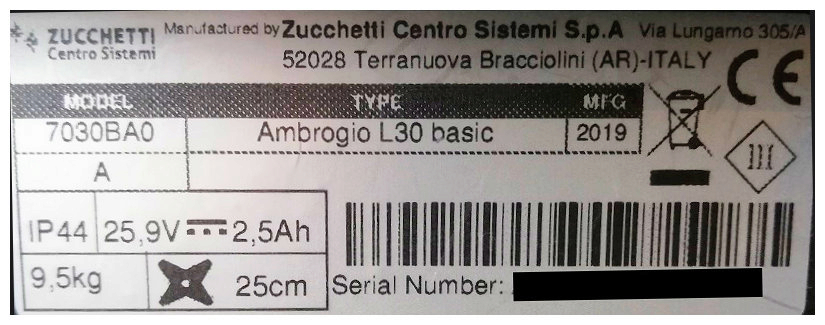 ZUCCHETTI
Centro Sistemi
Manufactured by Zucchetti Centro Sistemi S.p.A Via Lungarno 305/A
52028 Terranuova Bracciolini (AR)-ITALY
CE
MODEL TYPE MFG
7030BA0 Ambrogio L30 basic 2019
A
III
IP44 25,9V 2,5Ah
9,5kg 25cm
Serial Number: